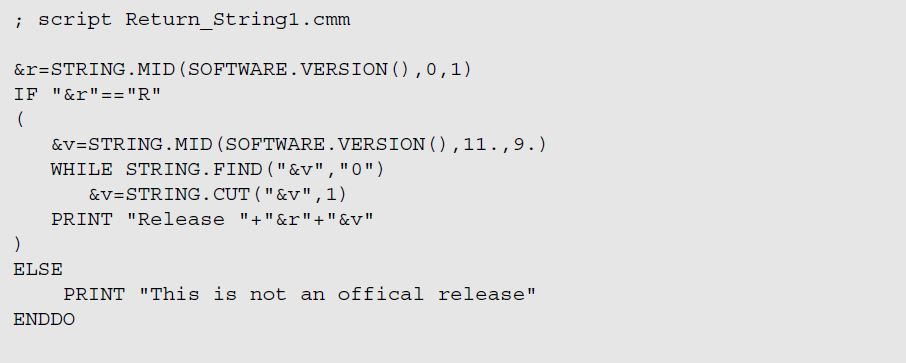 ; script Return_String1.cmm
&r=STRING.MID(SOFTWARE.VERSION(),0,1)
IF "&r"=="R"
(
&v=STRING.MID(SOFTWARE.VERSION(),11.,9.)
WHILE STRING.FIND("&v","0")
&v=STRING.CUT("&v",1)
PRINT "Release "+"&r"+"&v"
)
ELSE
PRINT "This is not an offical release"
ENDDO